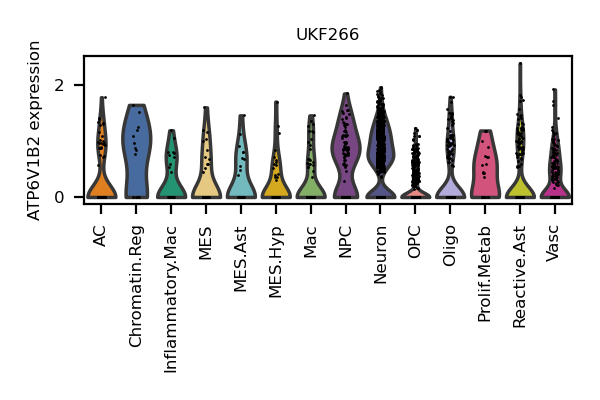 UKF266
ATP6V1B2 expression
2
0
AC
Chromatin.Reg
Inflammatory.Mac
MES
MES.Ast
MES.Hyp
Mac
NPC
Neuron
OPC
Oligo
Prolif.Metab
Reactive.Ast
Vasc